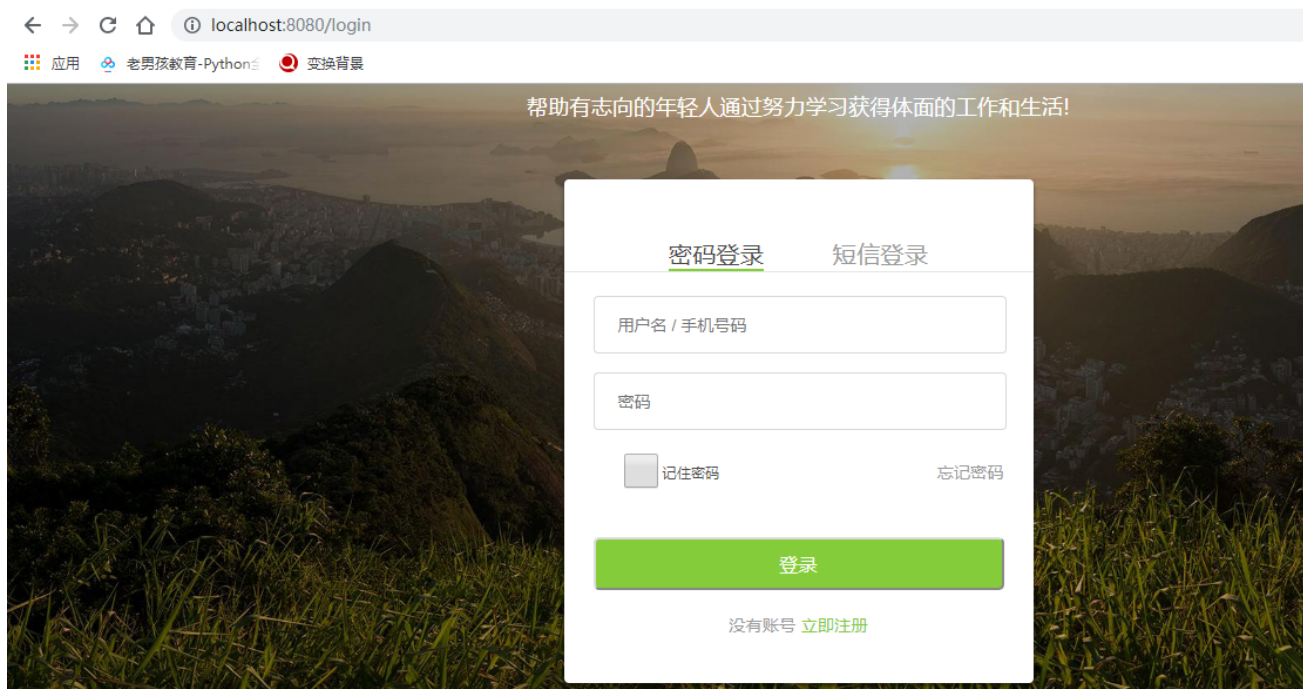 localhost:8080/login
应用 老男孩教育-Python 变换背景
帮助有志向的年轻人通过努力学习获得体面的工作和生活!
密码登录 短信登录
用户名 / 手机号码
密码
记住密码 忘记密码
登录
没有账号 立即注册